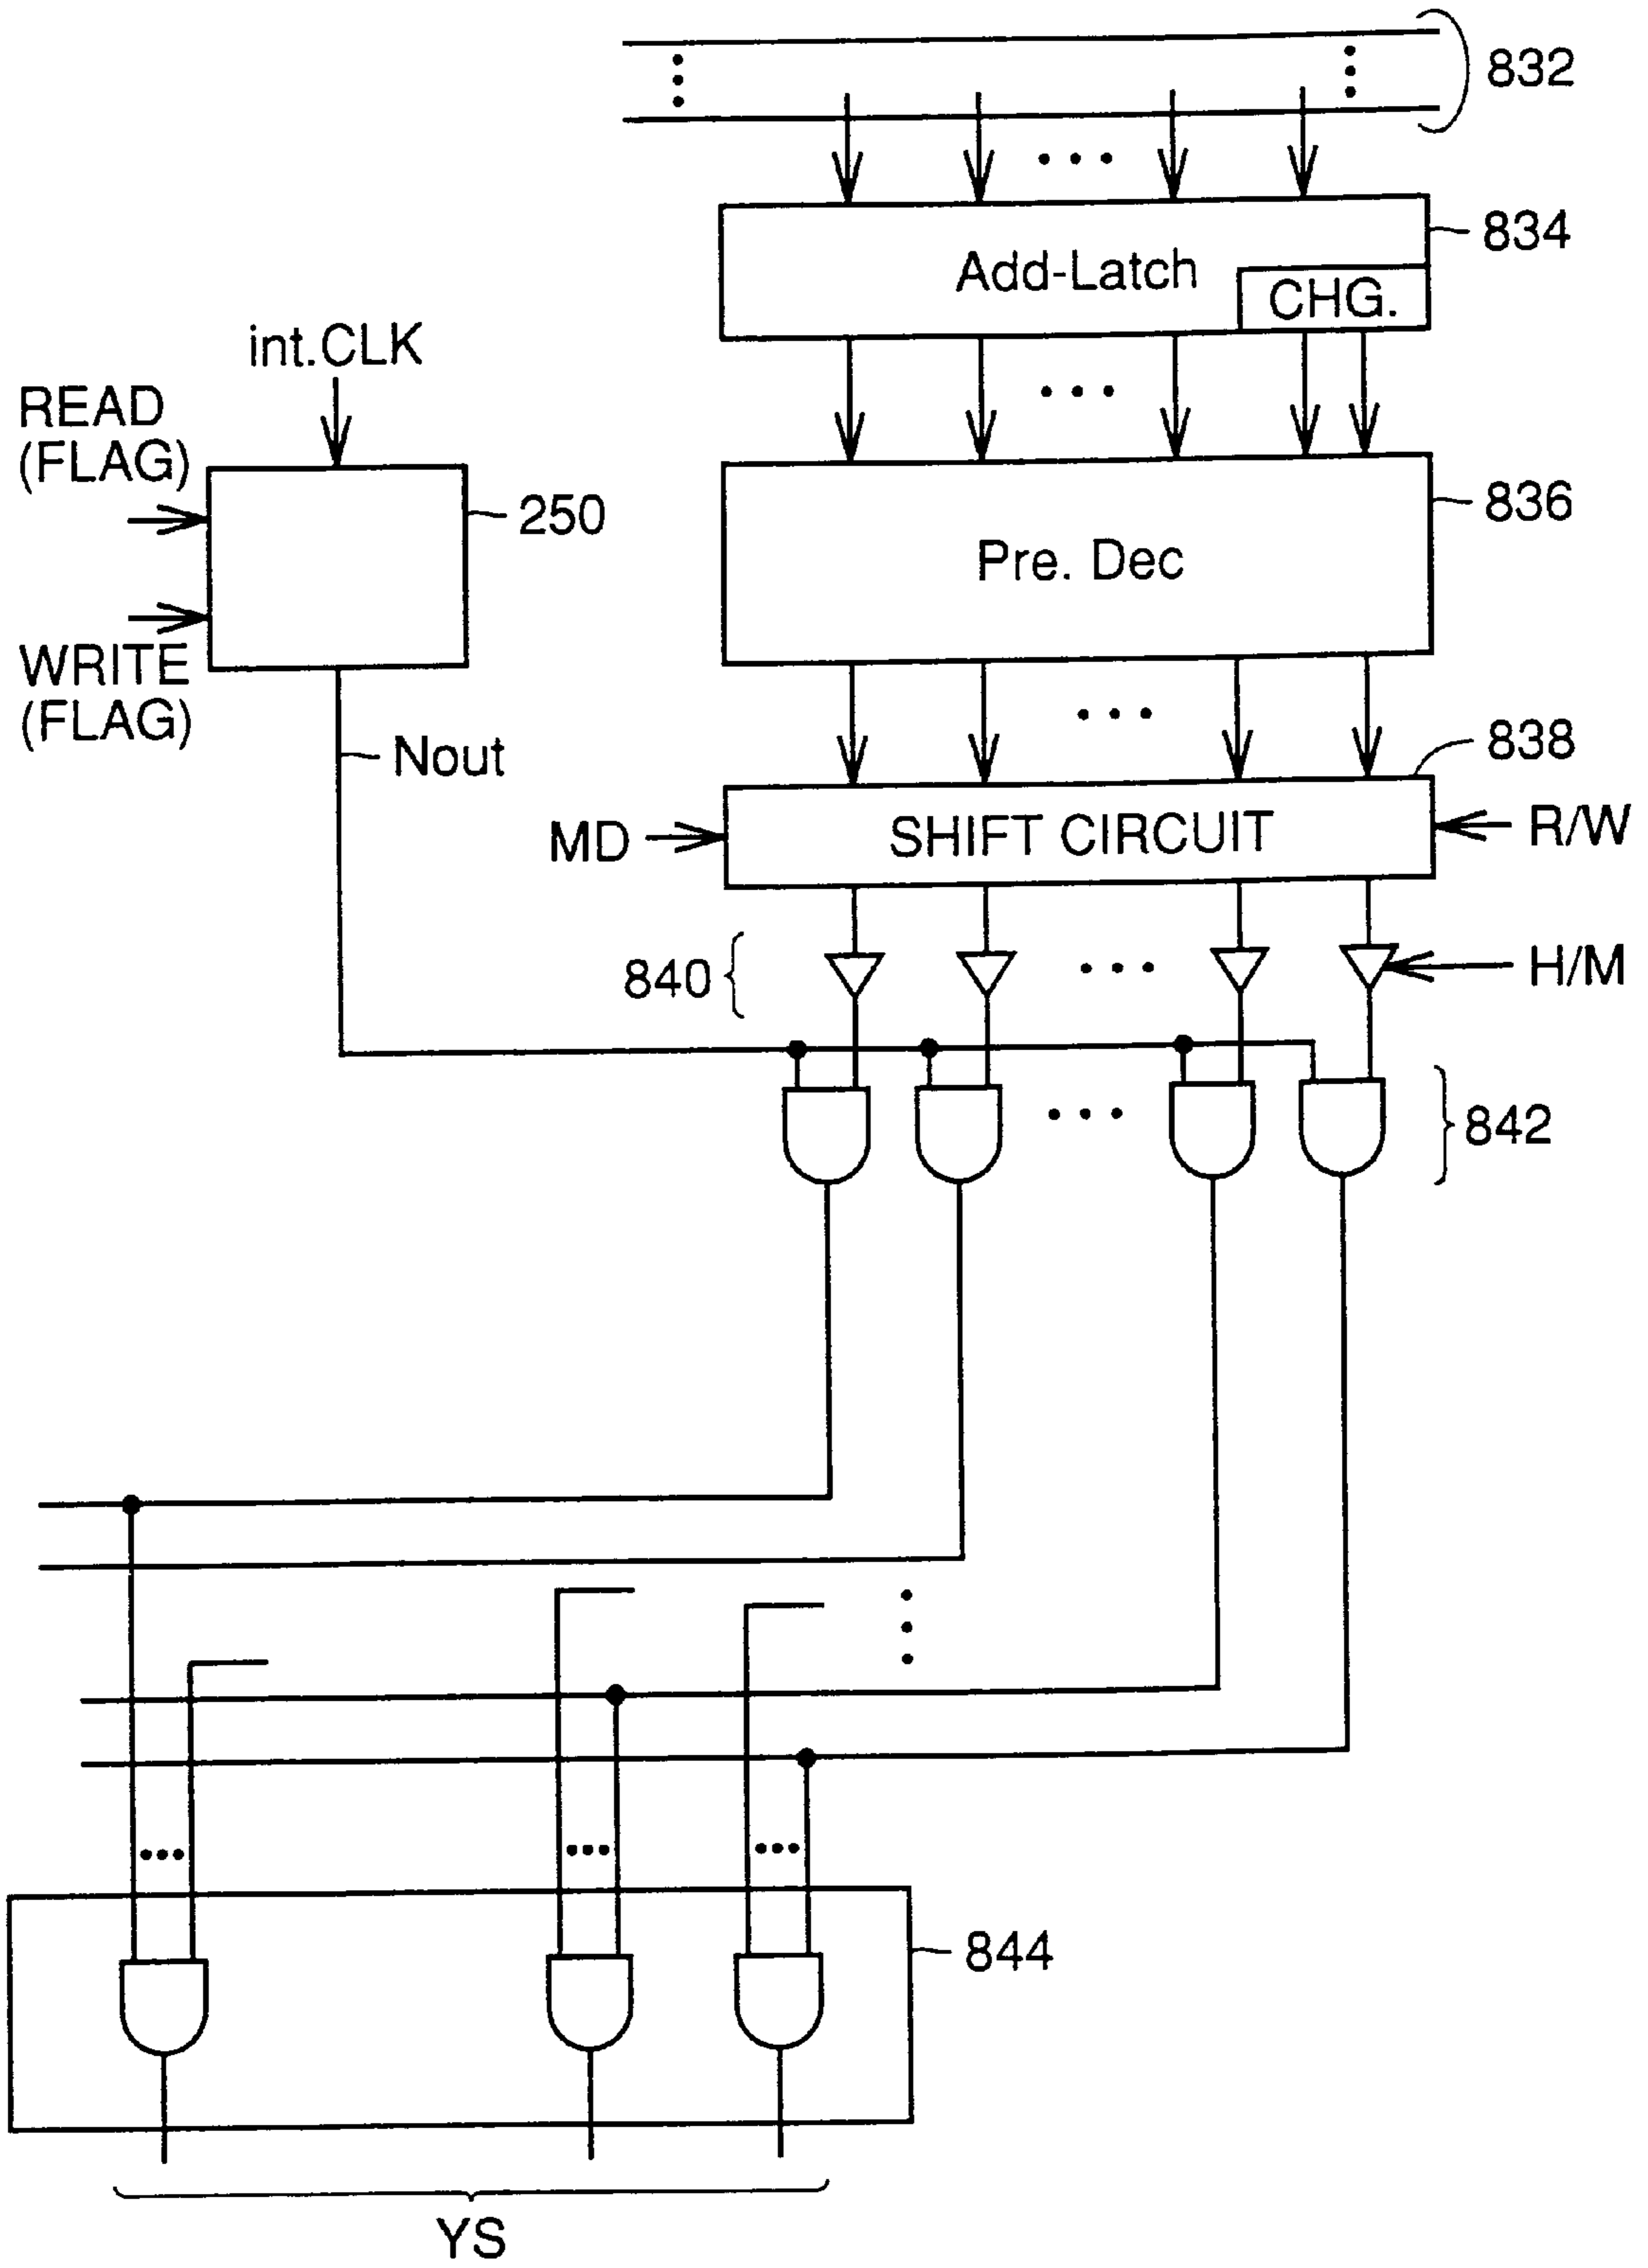 832
834
Add-Latch
CHG.
int.CLK
READ
(FLAG)
250
836
Pre. Dec
WRITE
(FLAG)
Nout
838
MD
SHIFT CIRCUIT
R/W
840
H/M
842
844
YS